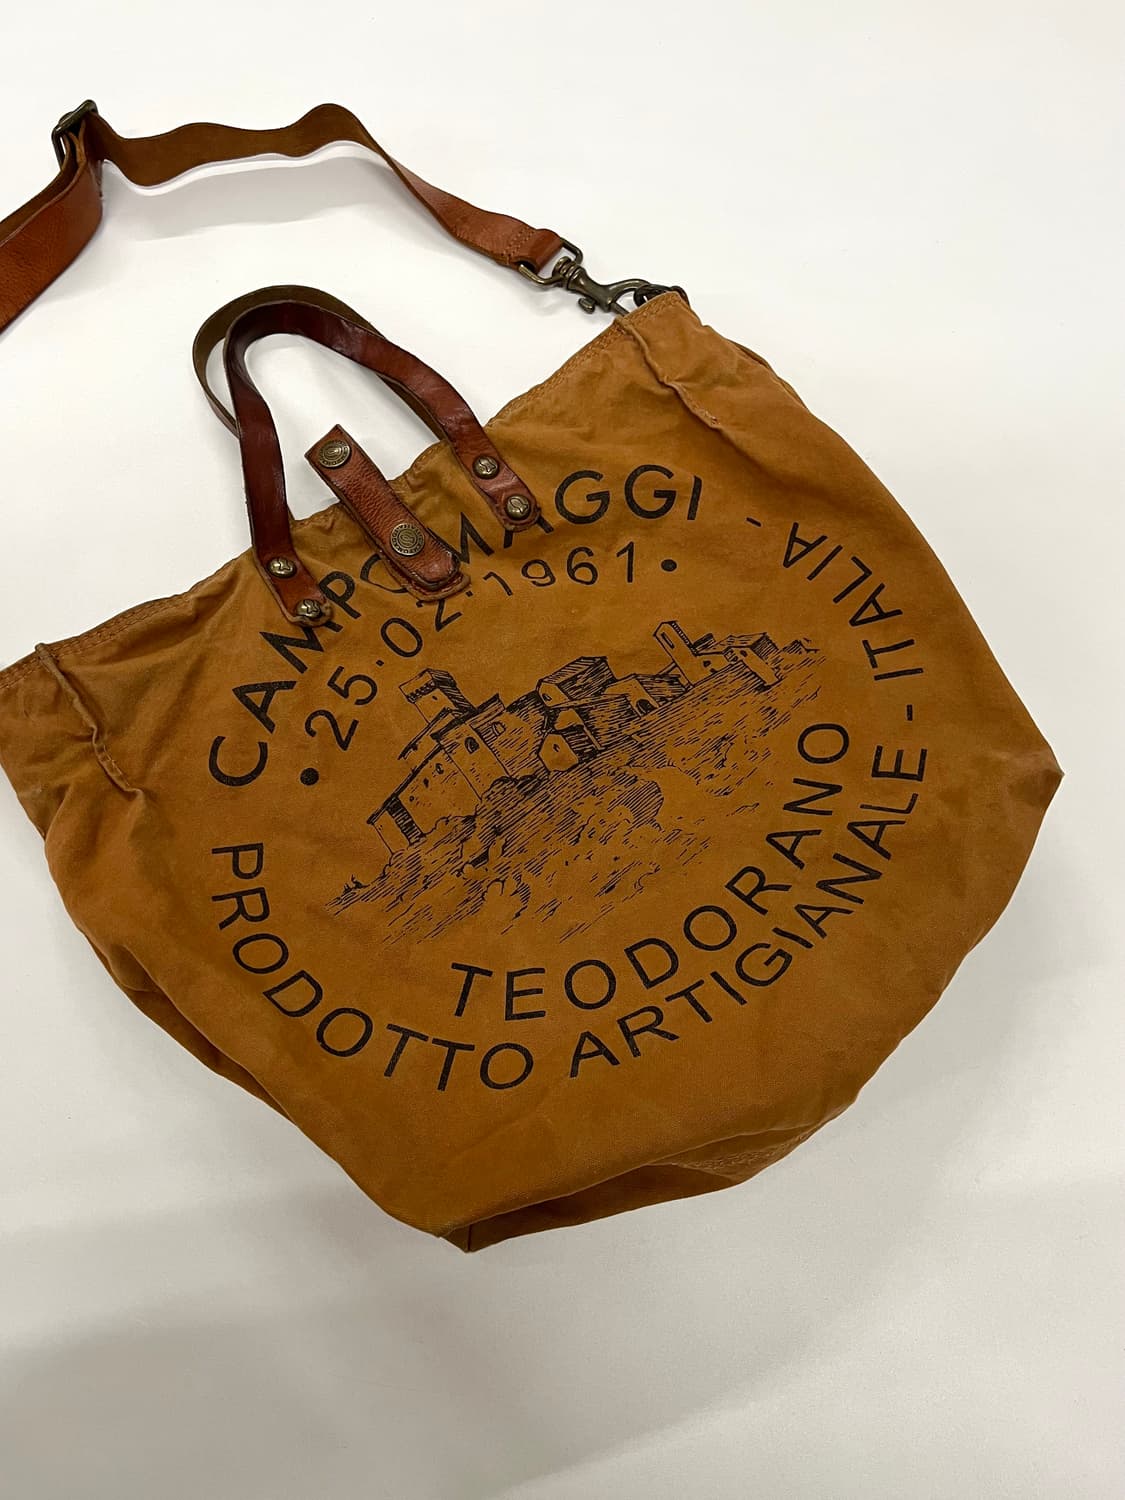 CAMPOMAGGI
• 25.02.1961 •
TEODORANO
PRODOTTO ARTIGIANALE - ITALIA -